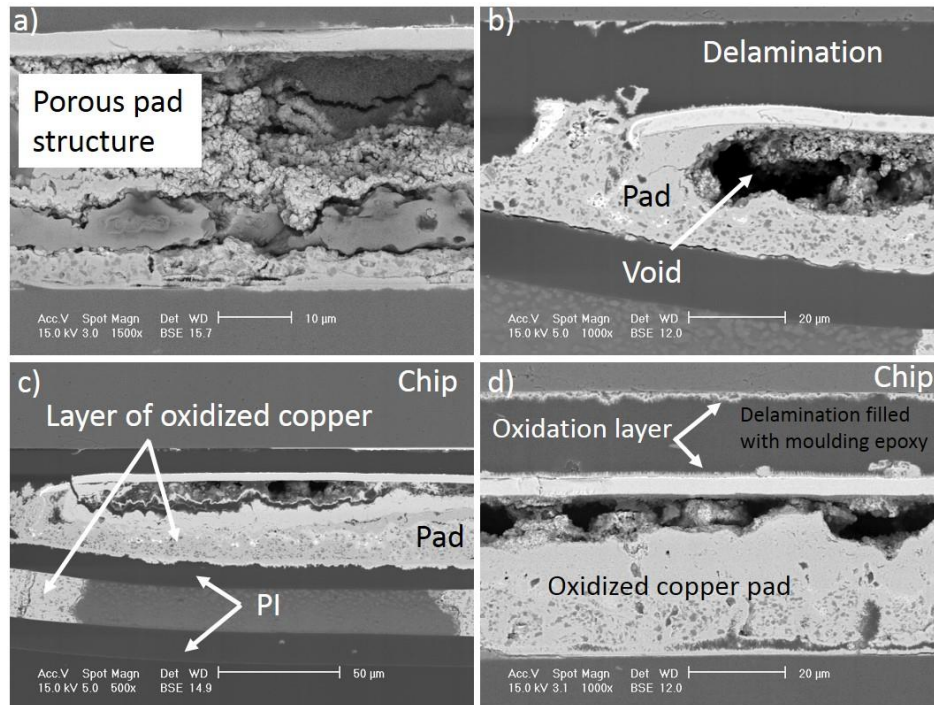 a)
Porous pad
structure
Acc.V Spot Magn Det WD
15.0 kV 3.0 1500x BSE 15.7
10 µm
b)
Delamination
Pad
Void
Acc.V Spot Magn Det WD
15.0 kV 5.0 1000x BSE 12.0
20 µm
c)
Chip
Layer of oxidized copper
Pad
PI
Acc.V Spot Magn Det WD
15.0 kV 5.0 500x BSE 14.9
50 µm
d)
Chip
Oxidation layer
Delamination filled
with moulding epoxy
Oxidized copper pad
Acc.V Spot Magn Det WD
15.0 kV 3.1 1000x BSE 12.0
20 µm